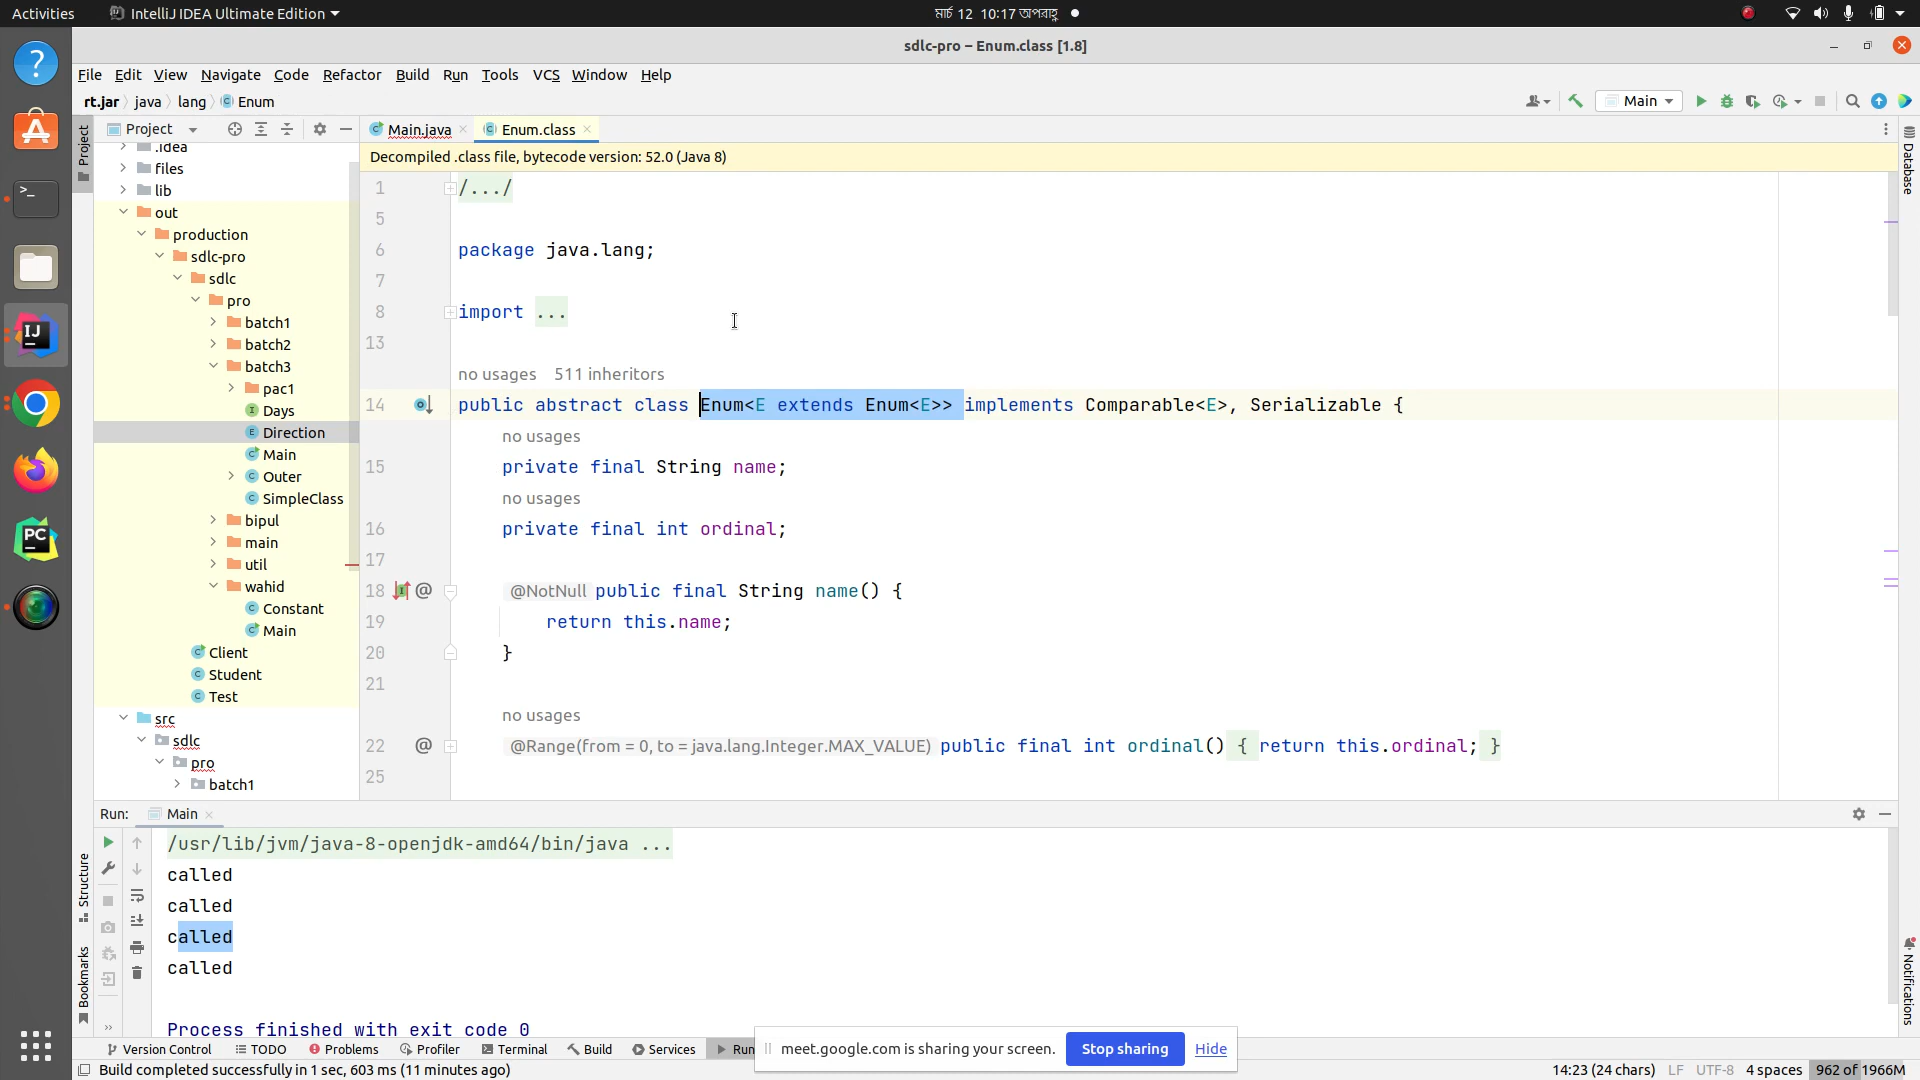 Activities
IntelliJ IDEA Ultimate Edition
মার্চ 12 10:17 অপরাহ্ণ
sdlc-pro – Enum.class [1.8]
File Edit View Navigate Code Refactor Build Run Tools VCS Window Help
rt.jar java lang Enum
Main
Project
Main.java
Enum.class
Decompiled .class file, bytecode version: 52.0 (Java 8)
Project
Structure
Bookmarks
Database
Notifications
.idea
files
lib
out
production
sdlc-pro
sdlc
pro
batch1
batch2
batch3
pac1
Days
Direction
Main
Outer
SimpleClass
bipul
main
util
wahid
Constant
Main
Client
Student
Test
src
sdlc
pro
batch1
1 /.../
5
6 package java.lang;
7
8 import ...
13
no usages 511 inheritors
14 public abstract class Enum<E extends Enum<E>> implements Comparable<E>, Serializable {
no usages
15 private final String name;
no usages
16 private final int ordinal;
17
18 @ @NotNull public final String name() {
19 return this.name;
20 }
21
no usages
22 @ @Range(from = 0, to = java.lang.Integer.MAX_VALUE) public final int ordinal() { return this.ordinal; }
25
Run: Main
/usr/lib/jvm/java-8-openjdk-amd64/bin/java ...
called
called
called
called
Process finished with exit code 0
Version Control TODO Problems Profiler Terminal Build Services Run
meet.google.com is sharing your screen. Stop sharing Hide
Build completed successfully in 1 sec, 603 ms (11 minutes ago)
14:23 (24 chars) LF UTF-8 4 spaces 962 of 1966M